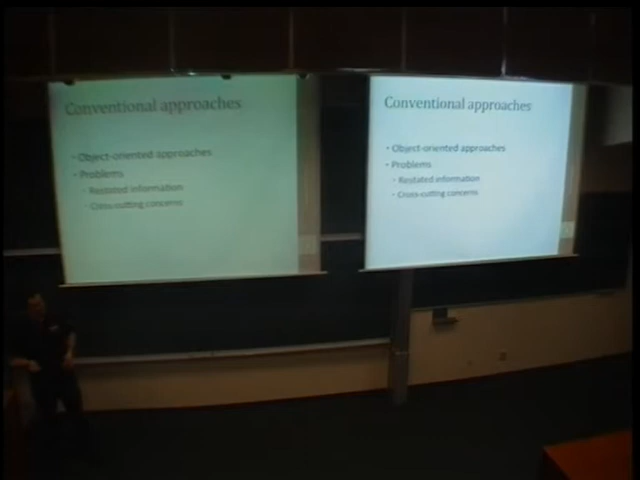 Conventional approaches
Object-oriented approaches
Problems
Restated information
Cross-cutting concerns
Conventional approaches
Object-oriented approaches
Problems
Restated information
Cross-cutting concerns